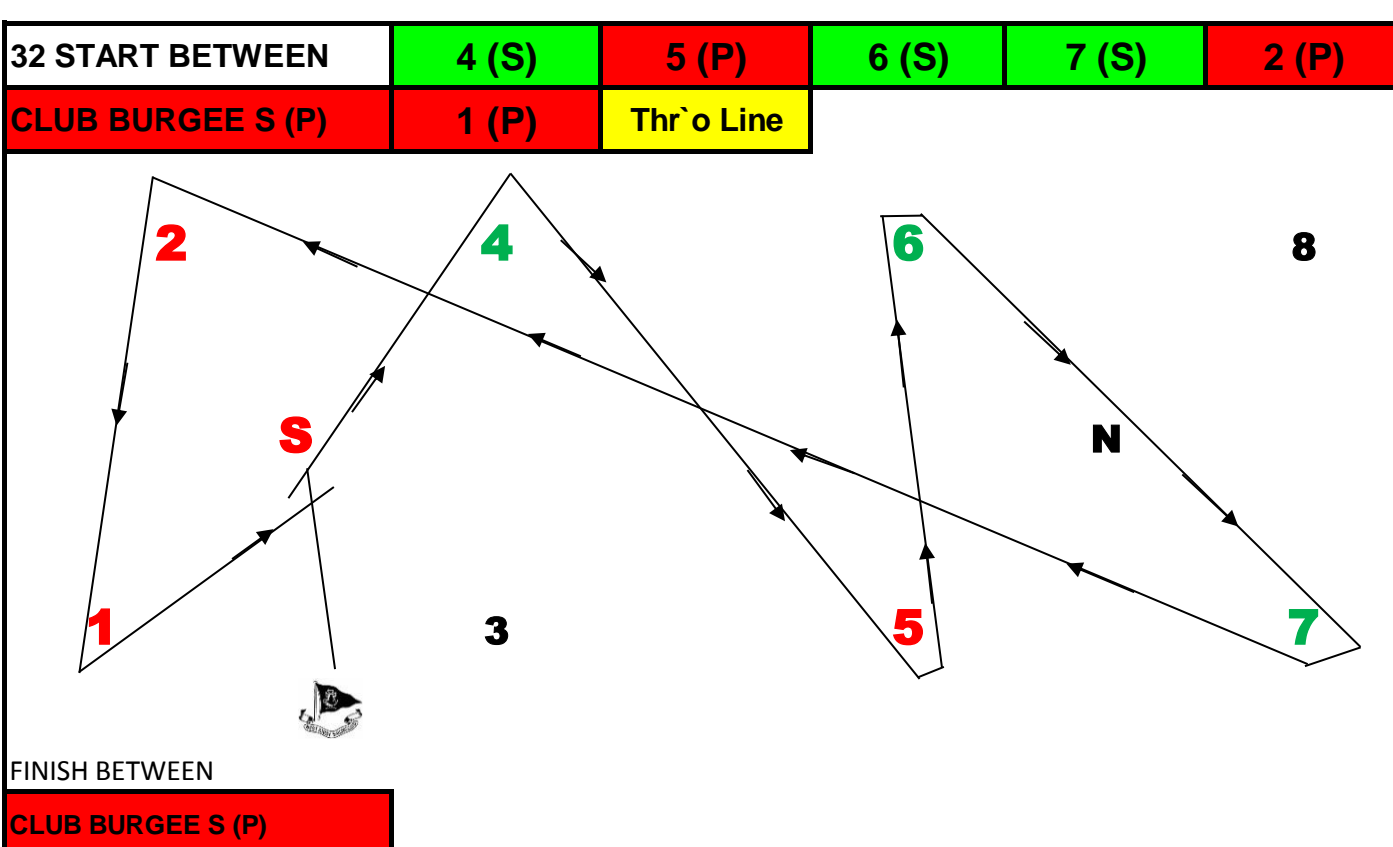 32 START BETWEEN 4 (S) 5 (P) 6 (S) 7 (S) 2 (P)
CLUB BURGEE S (P) 1 (P) Thr`o Line
2 4 6 8
S N
1 3 5 7
FINISH BETWEEN
CLUB BURGEE S (P)